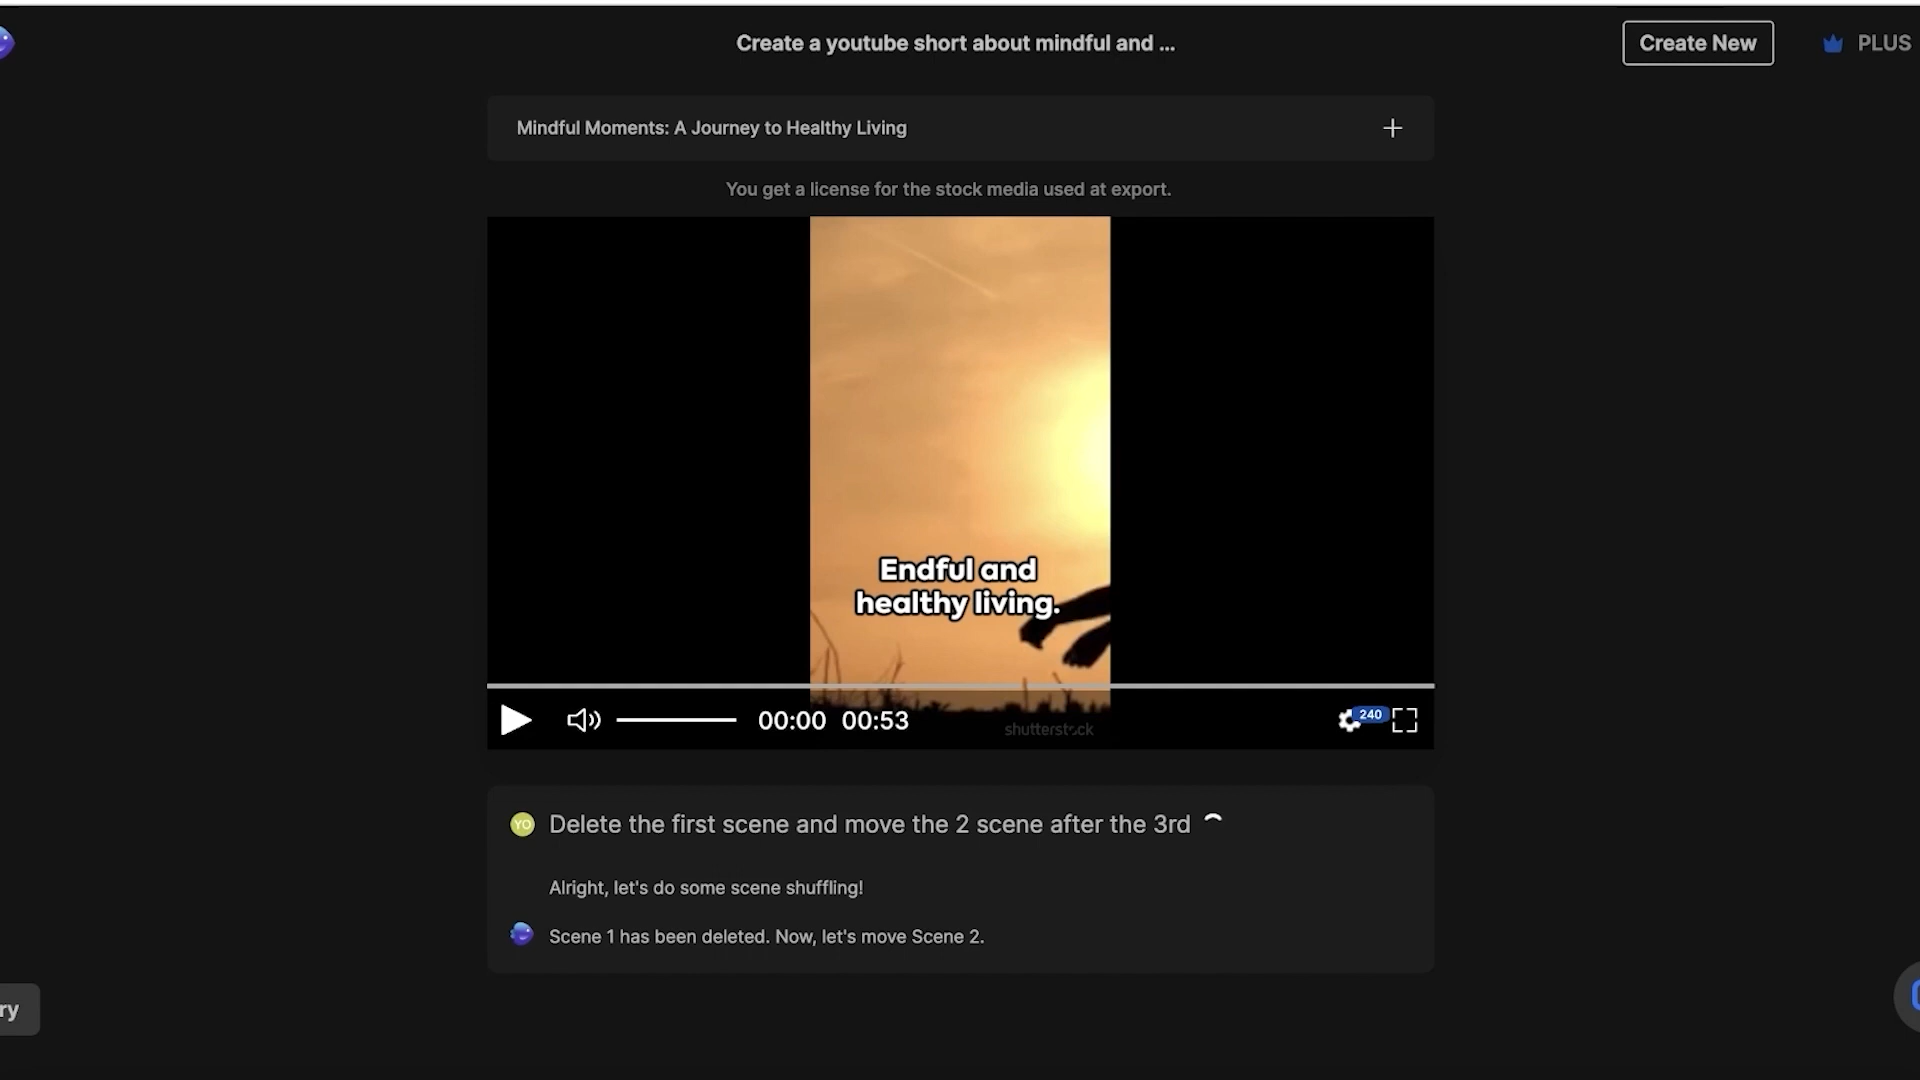 Create a youtube short about mindful and ...
Create New
PLUS
Mindful Moments: A Journey to Healthy Living
You get a license for the stock media used at export.
Endful and
healthy living.
00:00 00:53
240
shutterstock
YO
Delete the first scene and move the 2 scene after the 3rd
Alright, let's do some scene shuffling!
Scene 1 has been deleted. Now, let's move Scene 2.
ry